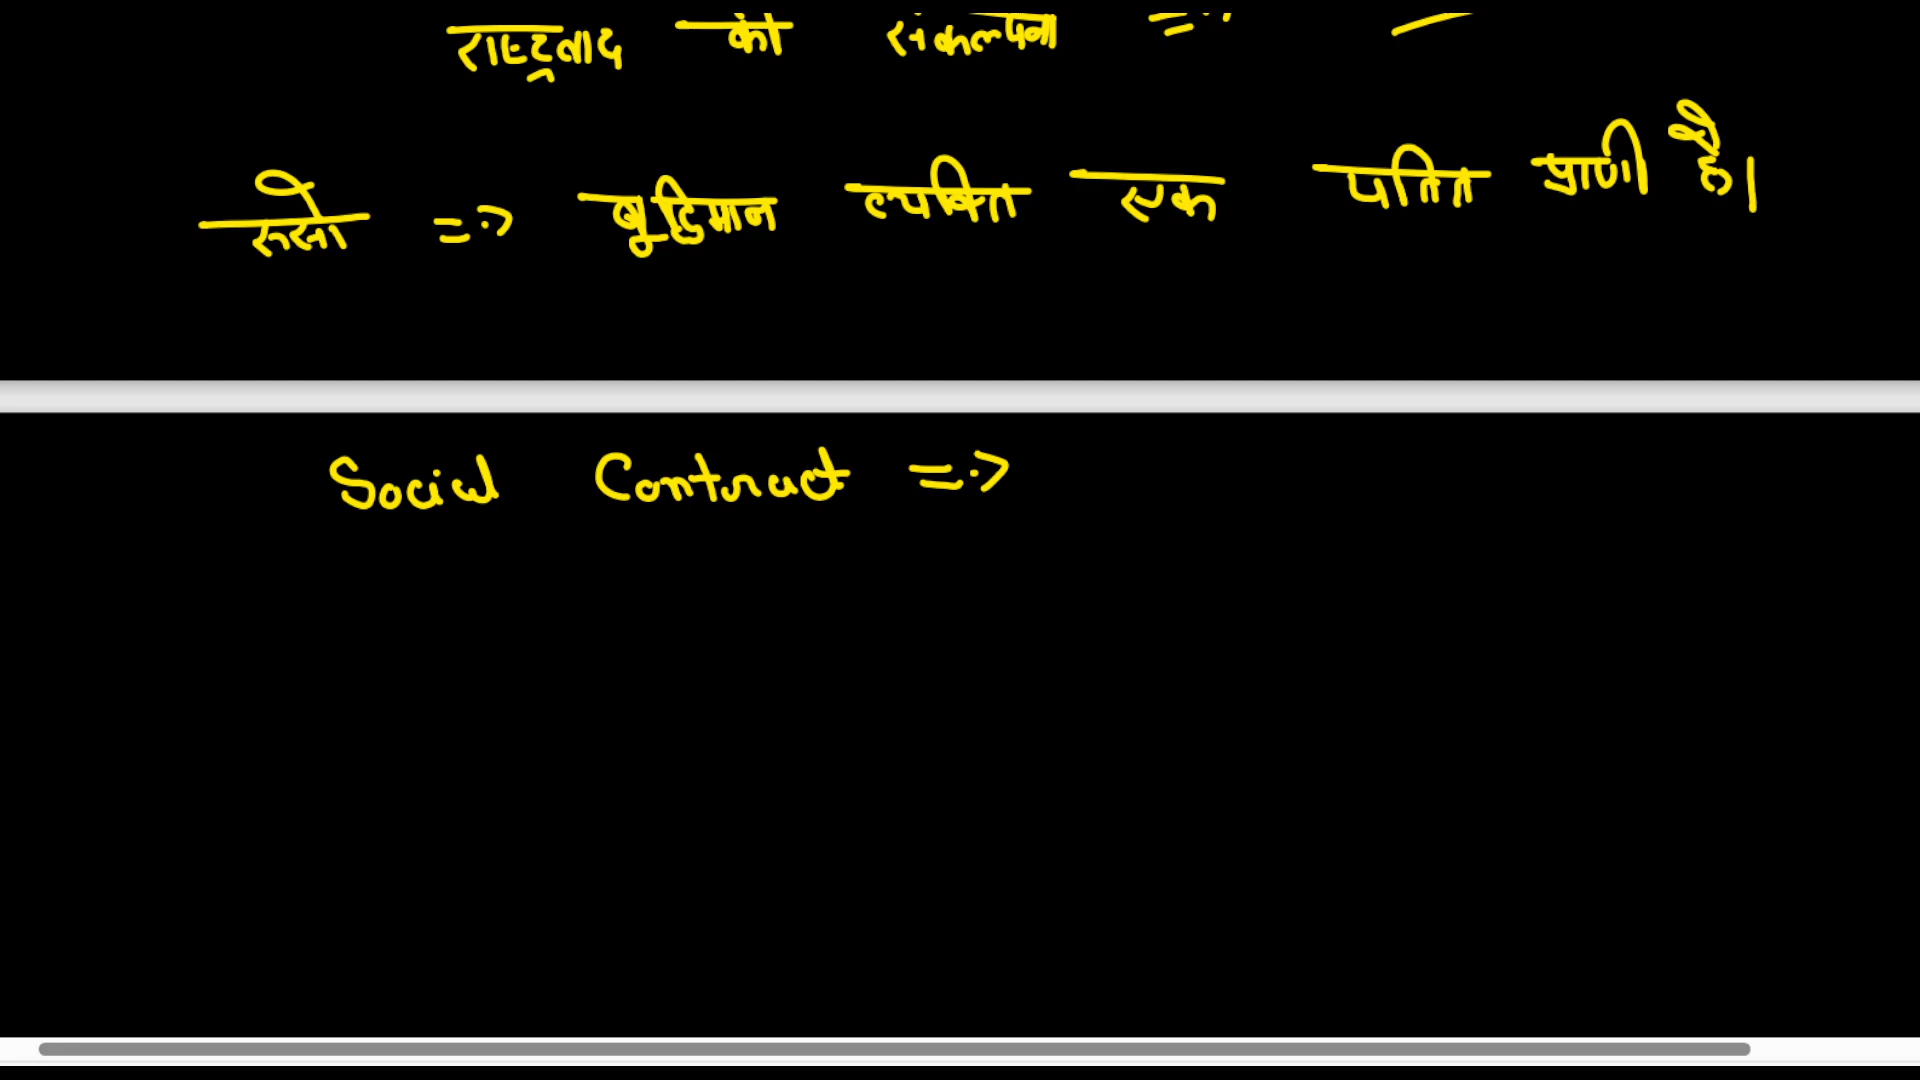 राष्ट्रवाद की संकल्पना =>
रूसो => बुद्धिमान व्यक्ति एक पतित प्राणी है।
Social Contract =>